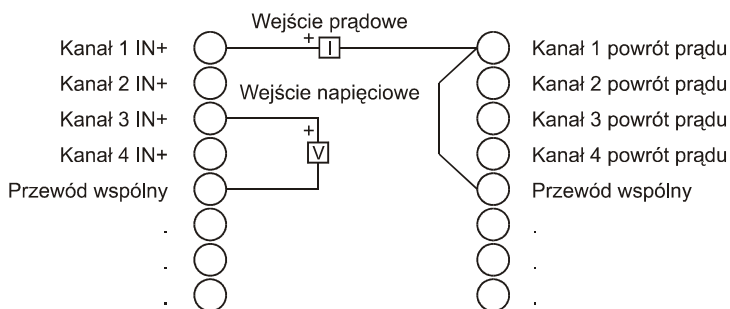 Wejście prądowe
+
I
Kanał 1 IN+
Kanał 1 powrót prądu
Kanał 2 IN+
Kanał 2 powrót prądu
Wejście napięciowe
Kanał 3 IN+
Kanał 3 powrót prądu
+
V
Kanał 4 IN+
Kanał 4 powrót prądu
Przewód wspólny
Przewód wspólny
.
.
.
.
.
.